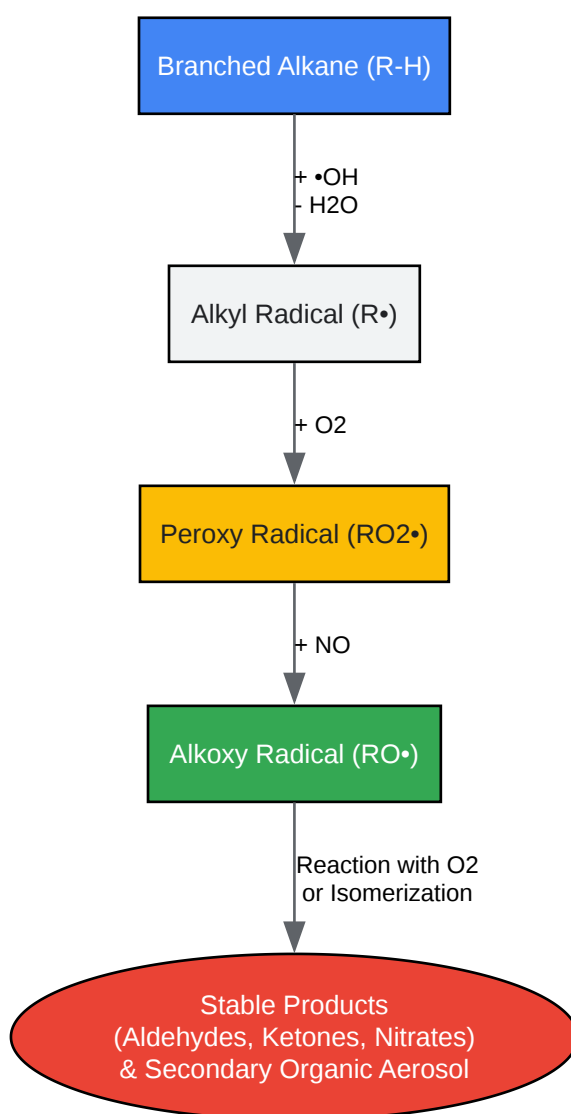 Branched Alkane (R-H)
+ •OH
- H2O
Alkyl Radical (R•)
+ O2
Peroxy Radical (RO2•)
+ NO
Alkoxy Radical (RO•)
Reaction with O2
or Isomerization
Stable Products
(Aldehydes, Ketones, Nitrates)
& Secondary Organic Aerosol